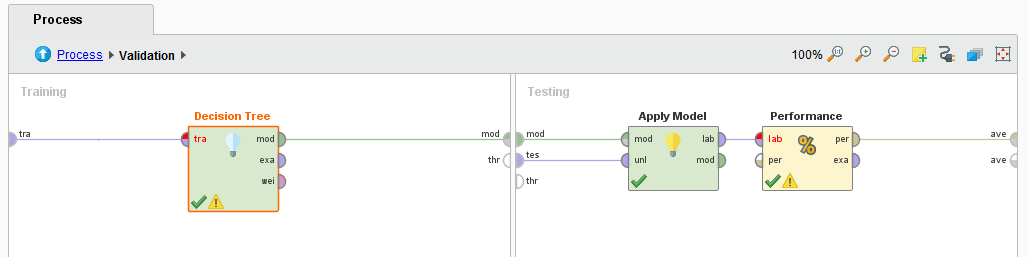 Process
Process Validation 100%
Training Testing
Decision Tree Apply Model Performance
tra tra mod mod mod mod lab lab per ave
exa thr tes unl mod per exa ave
wei thr